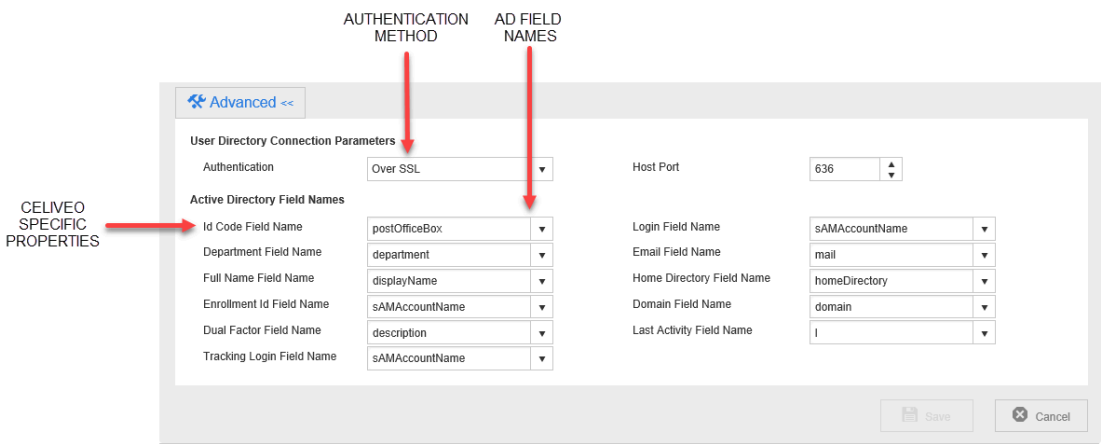 AUTHENTICATION
METHOD
AD FIELD
NAMES
Advanced <<
User Directory Connection Parameters
Authentication
Over SSL
Host Port
636
Active Directory Field Names
CELIVEO
SPECIFIC
PROPERTIES
Id Code Field Name
postOfficeBox
Login Field Name
sAMAccountName
Department Field Name
department
Email Field Name
mail
Full Name Field Name
displayName
Home Directory Field Name
homeDirectory
Enrollment Id Field Name
sAMAccountName
Domain Field Name
domain
Dual Factor Field Name
description
Last Activity Field Name
l
Tracking Login Field Name
sAMAccountName
Save
Cancel